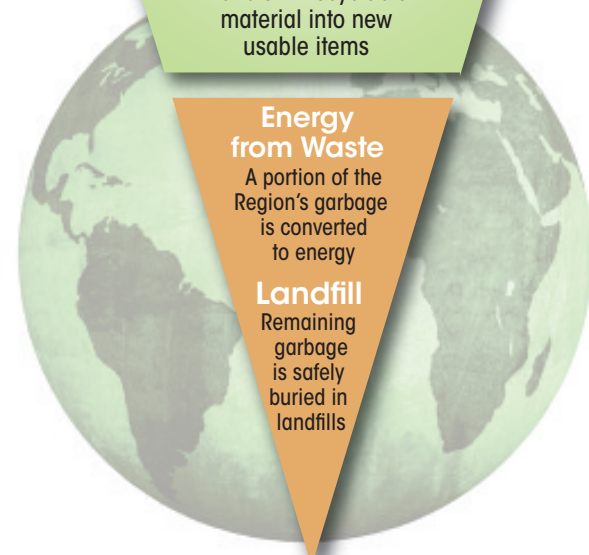 material into new
usable items
Energy
from Waste
A portion of the
Region’s garbage
is converted
to energy
Landfill
Remaining
garbage
is safely
buried in
landfills